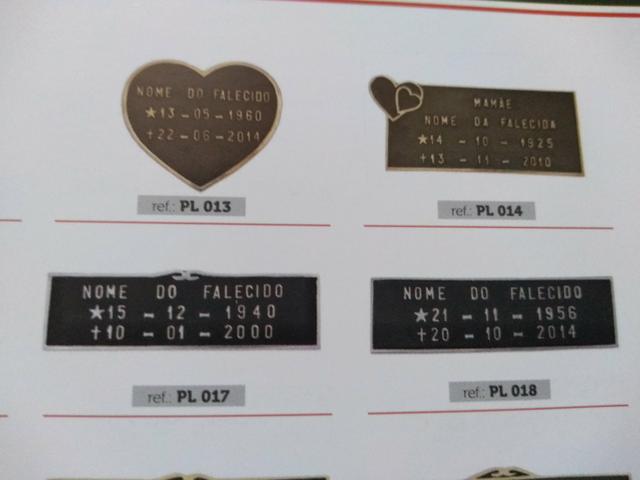 NOME DO FALECIDO
★13 - 05 - 1960
✝22 - 06 - 2014
ref.: PL 013
MAMÃE
NOME DA FALECIDA
★14 - 10 - 1925
✝13 - 11 - 2010
ref.: PL 014
NOME DO FALECIDO
★15 - 12 - 1940
✝10 - 01 - 2000
ref.: PL 017
NOME DO FALECIDO
★21 - 11 - 1956
✝20 - 10 - 2014
ref.: PL 018